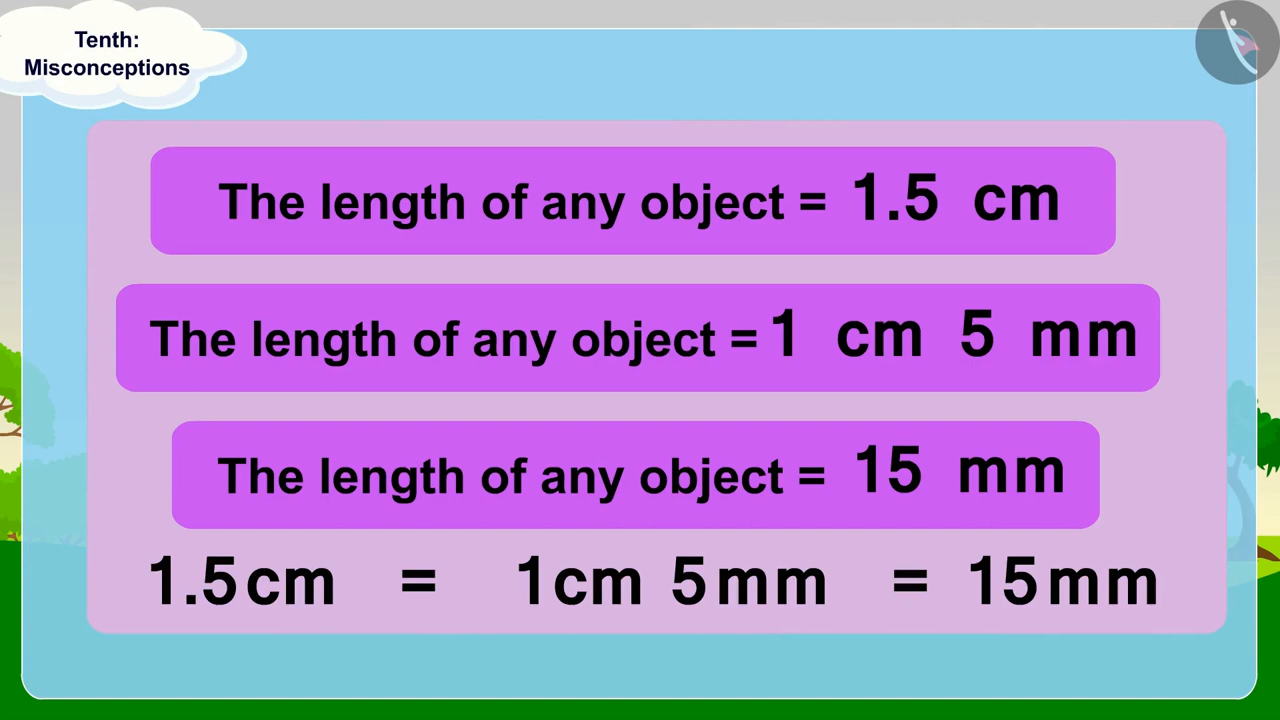 Tenth:
Misconceptions
The length of any object = 1.5 cm
The length of any object = 1 cm 5 mm
The length of any object = 15 mm
1.5cm = 1cm 5mm = 15mm